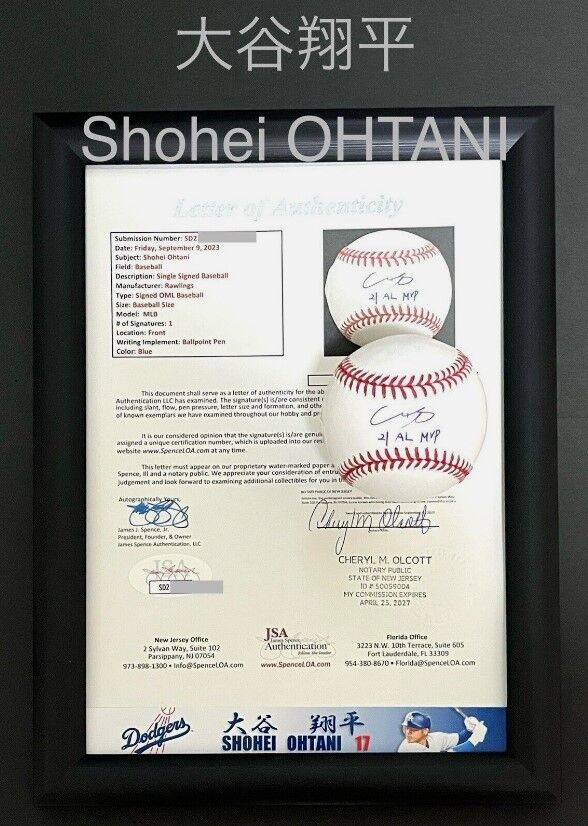 大谷翔平
Shohei OHTANI
Letter of Authenticity
Submission Number: SDZ
Date: Friday, September 9, 2023
Subject: Shohei Ohtani
Field: Baseball
Description: Single Signed Baseball
Manufacturer: Rawlings
Type: Signed OML Baseball
Size: Baseball Size
Model: MLB
# of Signatures: 1
Location: Front
Writing Implement: Ballpoint Pen
Color: Blue
21 AL MVP
21 AL MVP
This document shall serve as a letter of authenticity for the
Authentication LLC has examined. The signature(s) is/are consistent
including slant, flow, pen pressure, letter size and formation, and
of known exemplars we have examined throughout our hobby and
It is our considered opinion that the signature(s) is/are
assigned a unique certification number, which is uploaded into our
website www.SpenceLOA.com at any time.
This letter must appear on our proprietary water-marked paper
Spence, III and a notary public. We appreciate your consideration of
judgement and look forward to examining additional collectibles for you in
Autographically Yours,
James J. Spence, Jr.
President, Founder, & Owner
James Spence Authentication, LLC
Cheryl M. Olcott
CHERYL M. OLCOTT
NOTARY PUBLIC
STATE OF NEW JERSEY
ID # 50059004
MY COMMISSION EXPIRES
APRIL 25, 2027
JSA
SDZ
New Jersey Office
2 Sylvan Way, Suite 102
Parsippany, NJ 07054
973-898-1300 • Info@SpenceLOA.com
JSA
James Spence
Authentication
www.SpenceLOA.com
Florida Office
3223 N.W. 10th Terrace, Suite 605
Fort Lauderdale, FL 33309
954-380-8670 • Florida@SpenceLOA.com
Dodgers
大谷 翔平
SHOHEI OHTANI 17